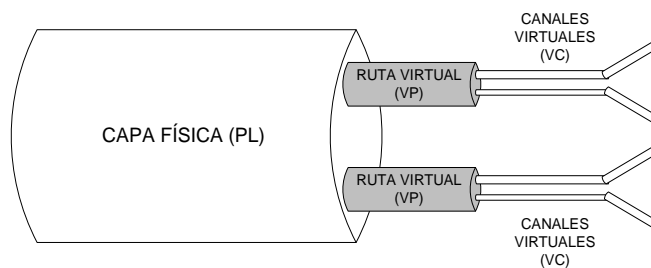 CANALES
VIRTUALES
(VC)
RUTA VIRTUAL
(VP)
CAPA FÍSICA (PL)
RUTA VIRTUAL
(VP)
CANALES
VIRTUALES
(VC)